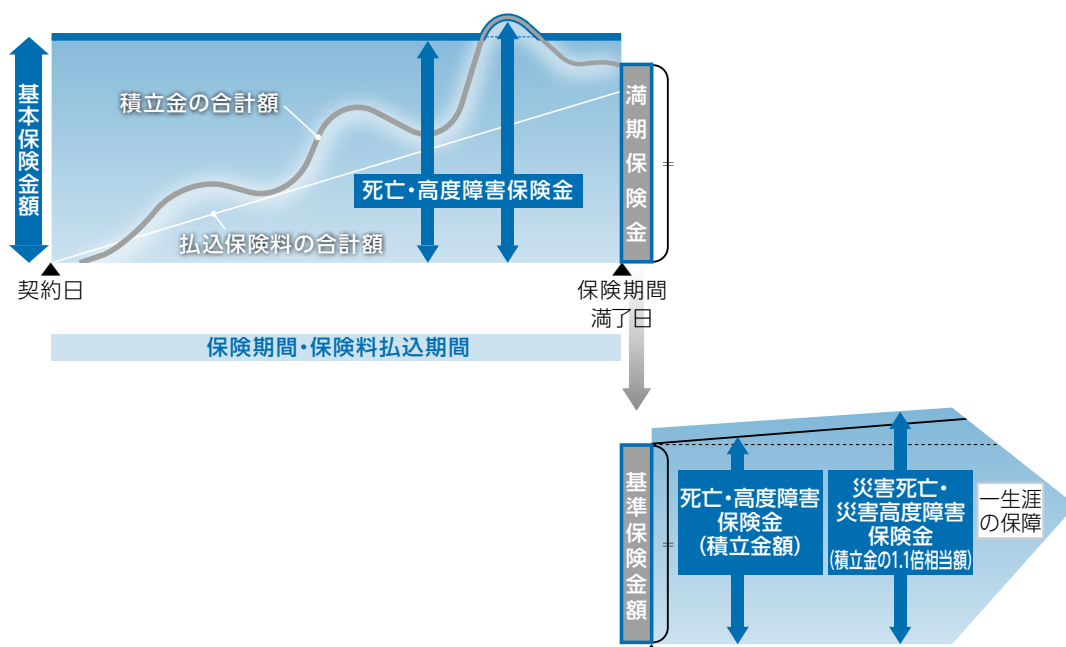 基本保険金額
積立金の合計額
死亡・高度障害保険金
払込保険料の合計額
満期保険金
=
契約日
保険期間
満了日
保険期間・保険料払込期間
基準保険金額
=
死亡・高度障害
保険金
(積立金額)
災害死亡・
災害高度障害
保険金
(積立金の1.1倍相当額)
一生涯
の保障